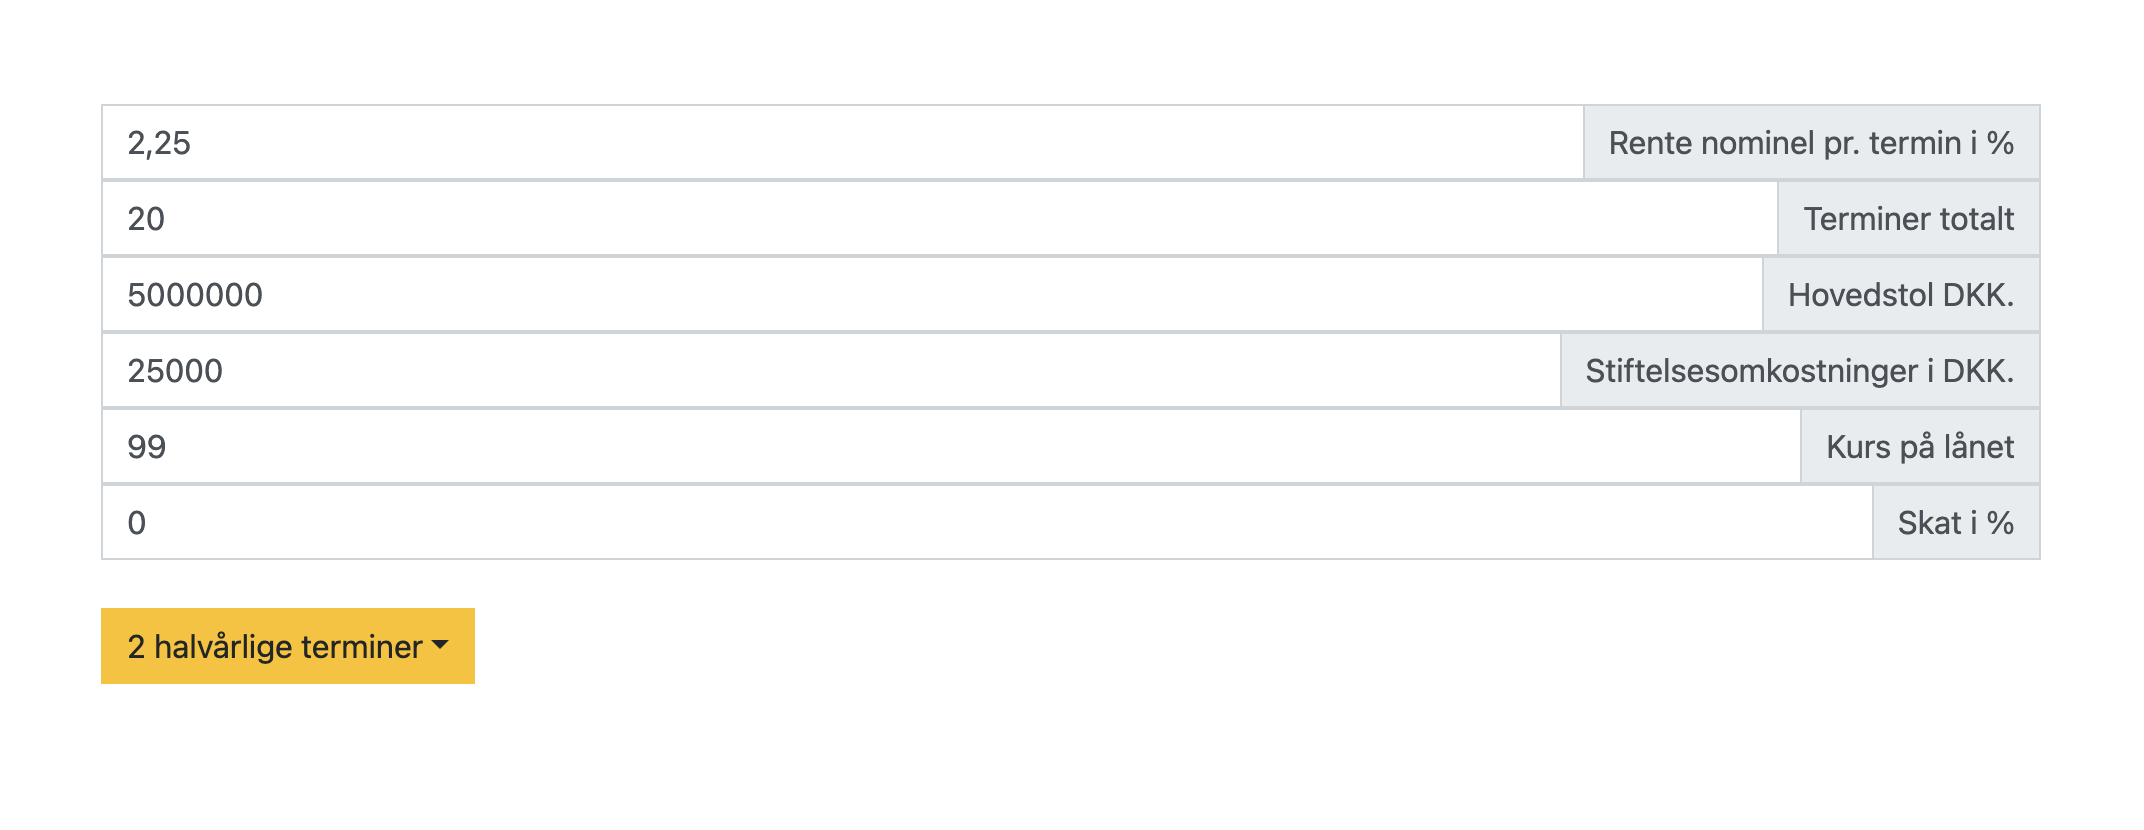 2,25 Rente nominel pr. termin i %
20 Terminer totalt
5000000 Hovedstol DKK.
25000 Stiftelsesomkostninger i DKK.
99 Kurs på lånet
0 Skat i %
2 halvårlige terminer